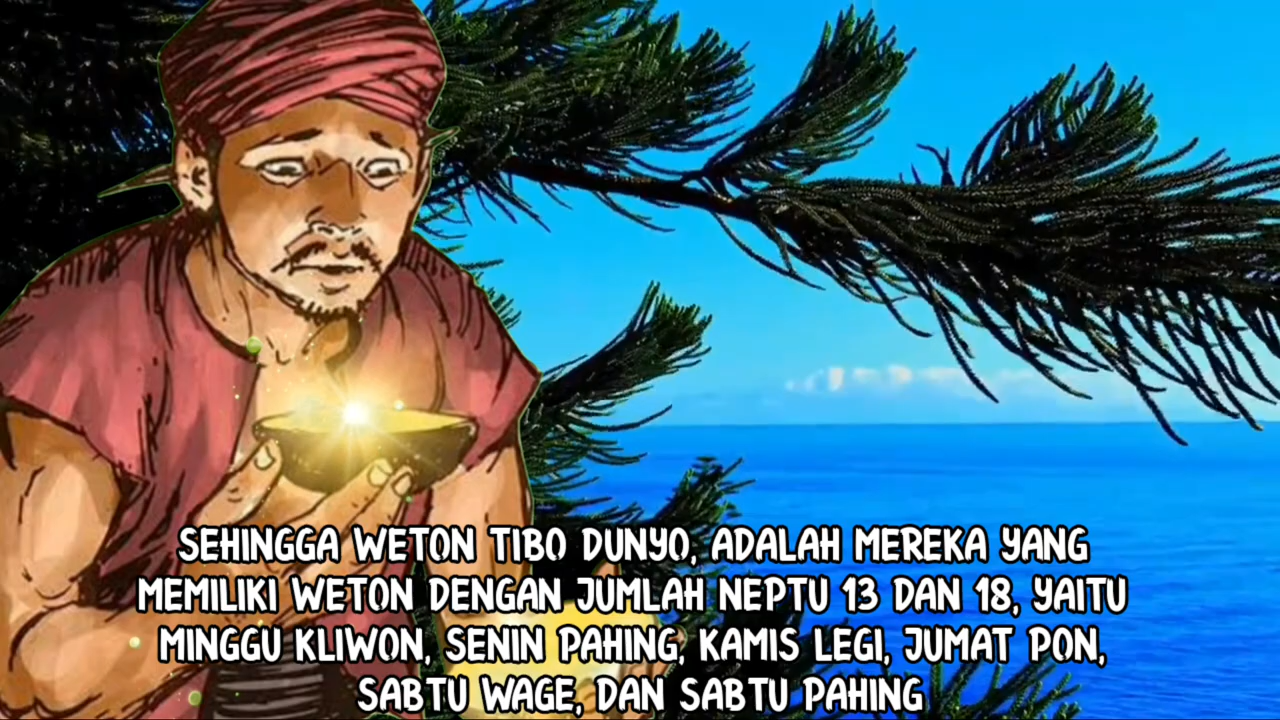 SEHINGGA WETON TIBO DUNYO, ADALAH MEREKA YANG
MEMILIKI WETON DENGAN JUMLAH NEPTU 13 DAN 18, YAITU
MINGGU KLIWON, SENIN PAHING, KAMIS LEGI, JUMAT PON,
SABTU WAGE, DAN SABTU PAHING